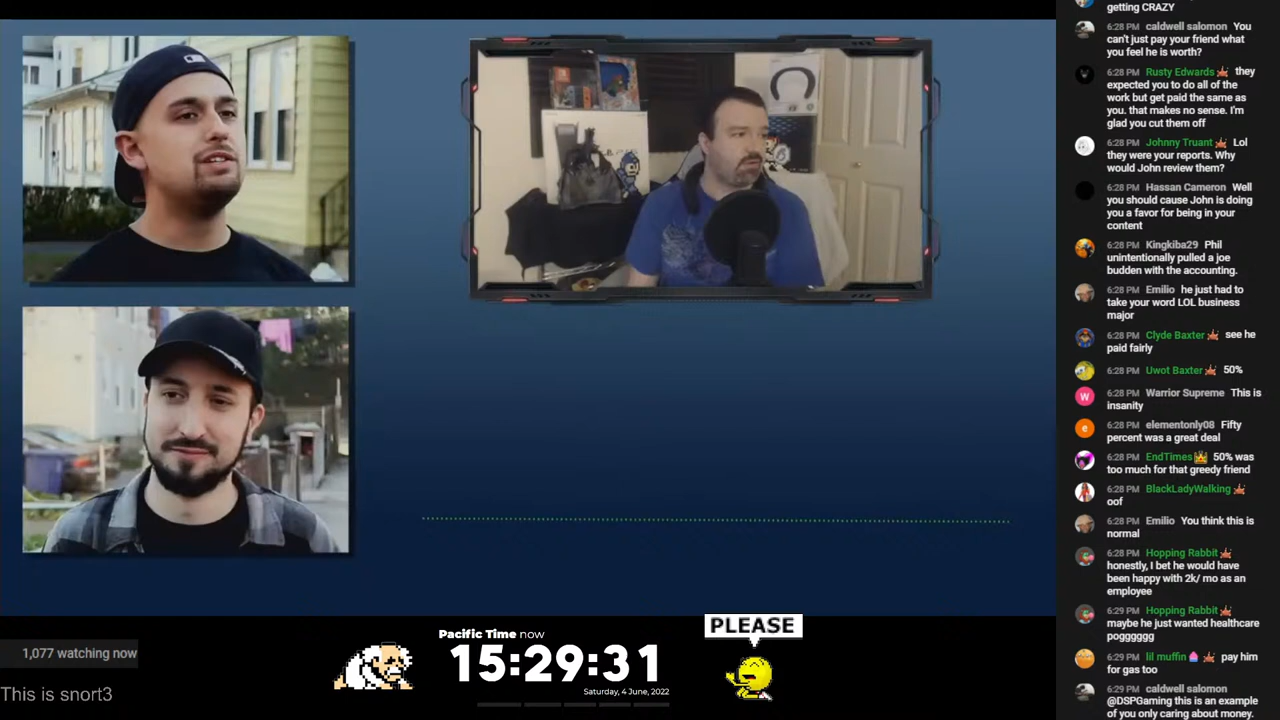 getting CRAZY
6:28 PM caldwell salomon You
can't just pay your friend what
you feel he is worth?
6:28 PM Rusty Edwards they
expected you to do all of the
work but get paid the same as
you. that makes no sense. I'm
glad you cut them off
6:28 PM Johnny Truant Lol
they were your reports. Why
would John review them?
6:28 PM Hassan Cameron Well
you should cause John is doing
you a favor for being in your
content
6:28 PM Kingkiba29 Phil
unintentionally pulled a joe
budden with the accounting.
6:28 PM Emilio he just had to
take your word LOL business
major
6:28 PM Clyde Baxter see he
paid fairly
6:28 PM Uwot Baxter 50%
W
6:28 PM Warrior Supreme This is
insanity
e
6:28 PM elementonly08 Fifty
percent was a great deal
6:28 PM EndTimes 50% was
too much for that greedy friend
6:28 PM BlackLadyWalking
oof
6:28 PM Emilio You think this is
normal
6:28 PM Hopping Rabbit
honestly, I bet he would have
been happy with 2k/ mo as an
employee
6:29 PM Hopping Rabbit
maybe he just wanted healthcare
pogggggg
6:29 PM lil muffin pay him
for gas too
6:29 PM caldwell salomon
@DSPGaming this is an example
of you only caring about money.
PLEASE
Pacific Time now
15:29:31
Saturday, 4 June, 2022
1,077 watching now
This is snort3